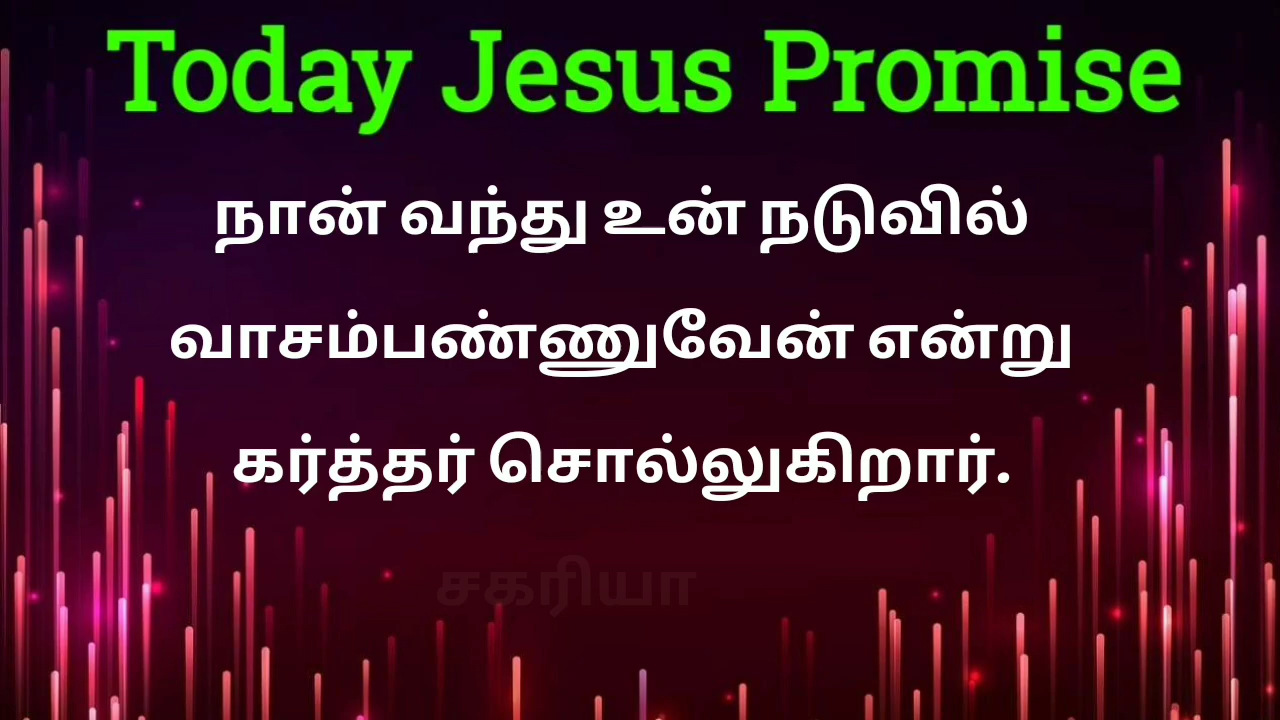 Today Jesus Promise
நான் வந்து உன் நடுவில்
வாசம்பண்ணுவேன் என்று
கர்த்தர் சொல்லுகிறார்.
சகரியா